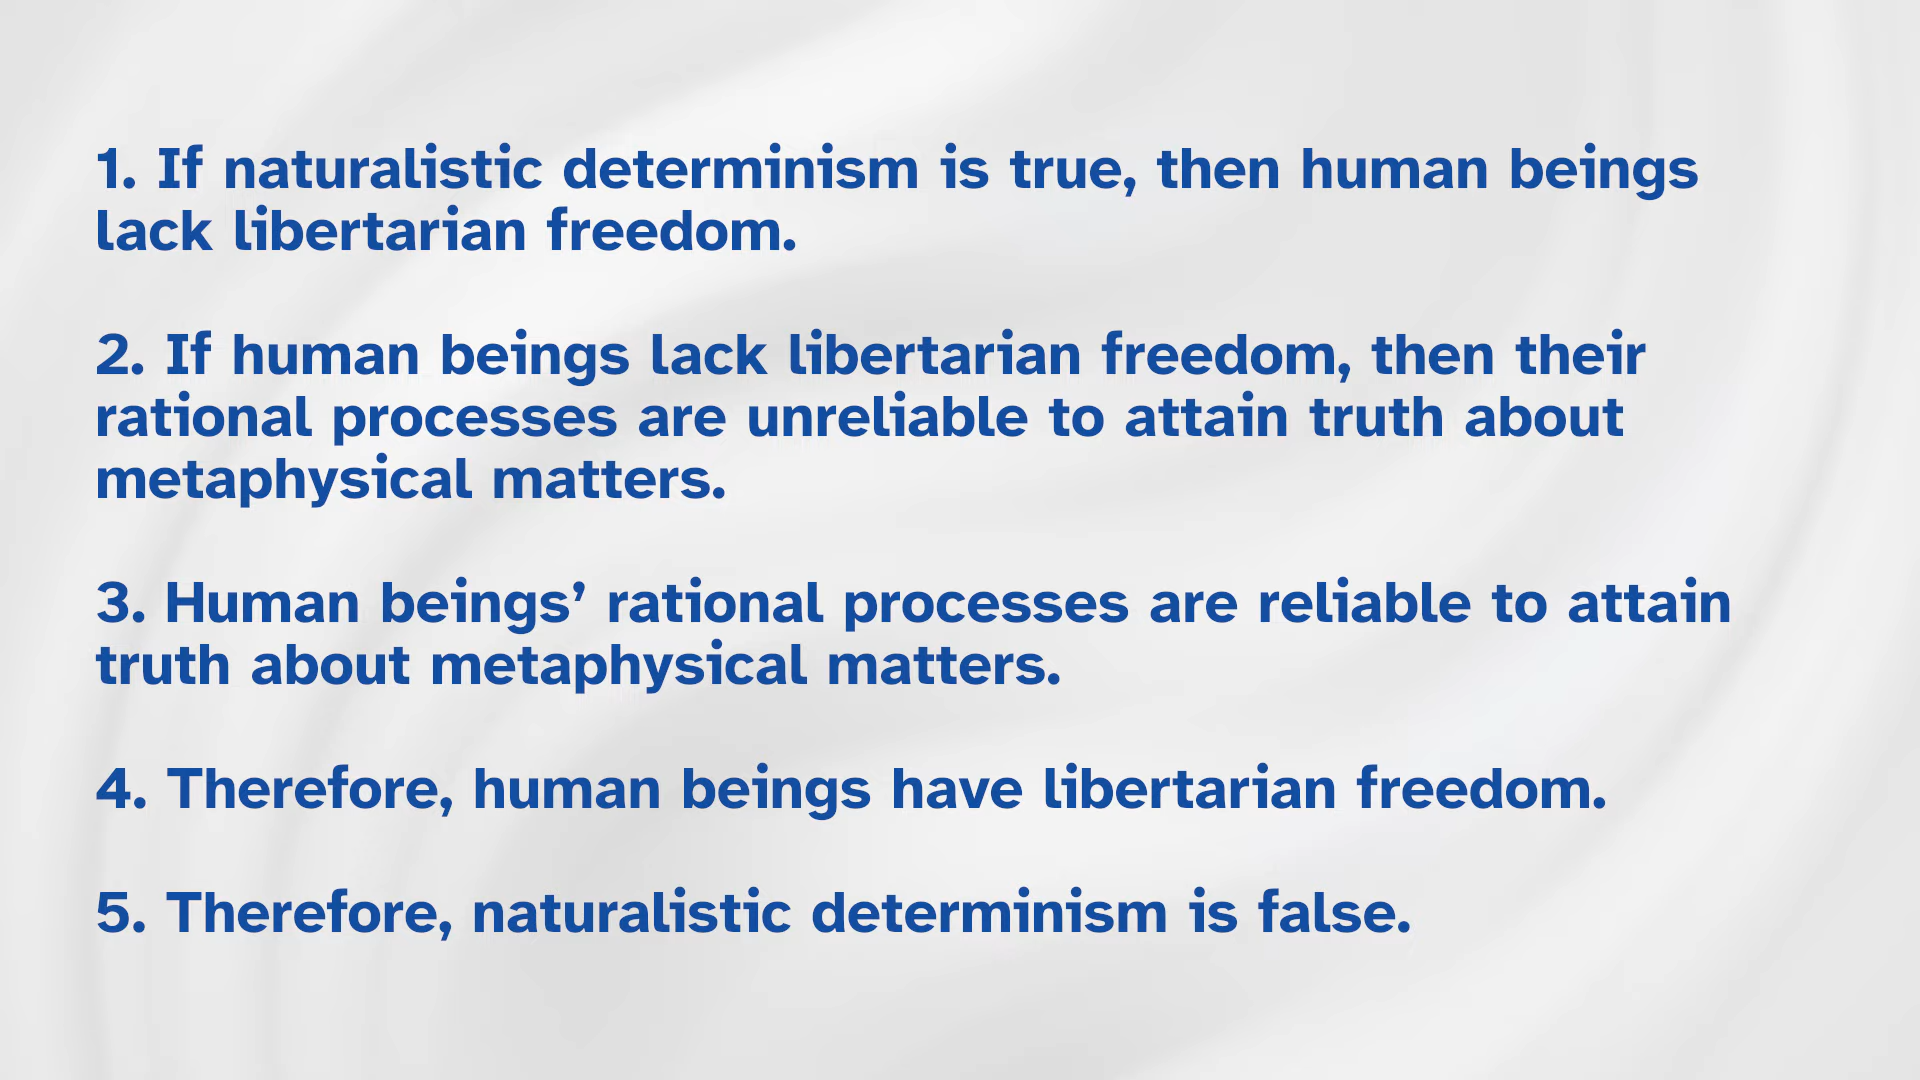 1. If naturalistic determinism is true, then human beings
lack libertarian freedom.
2. If human beings lack libertarian freedom, then their
rational processes are unreliable to attain truth about
metaphysical matters.
3. Human beings’ rational processes are reliable to attain
truth about metaphysical matters.
4. Therefore, human beings have libertarian freedom.
5. Therefore, naturalistic determinism is false.